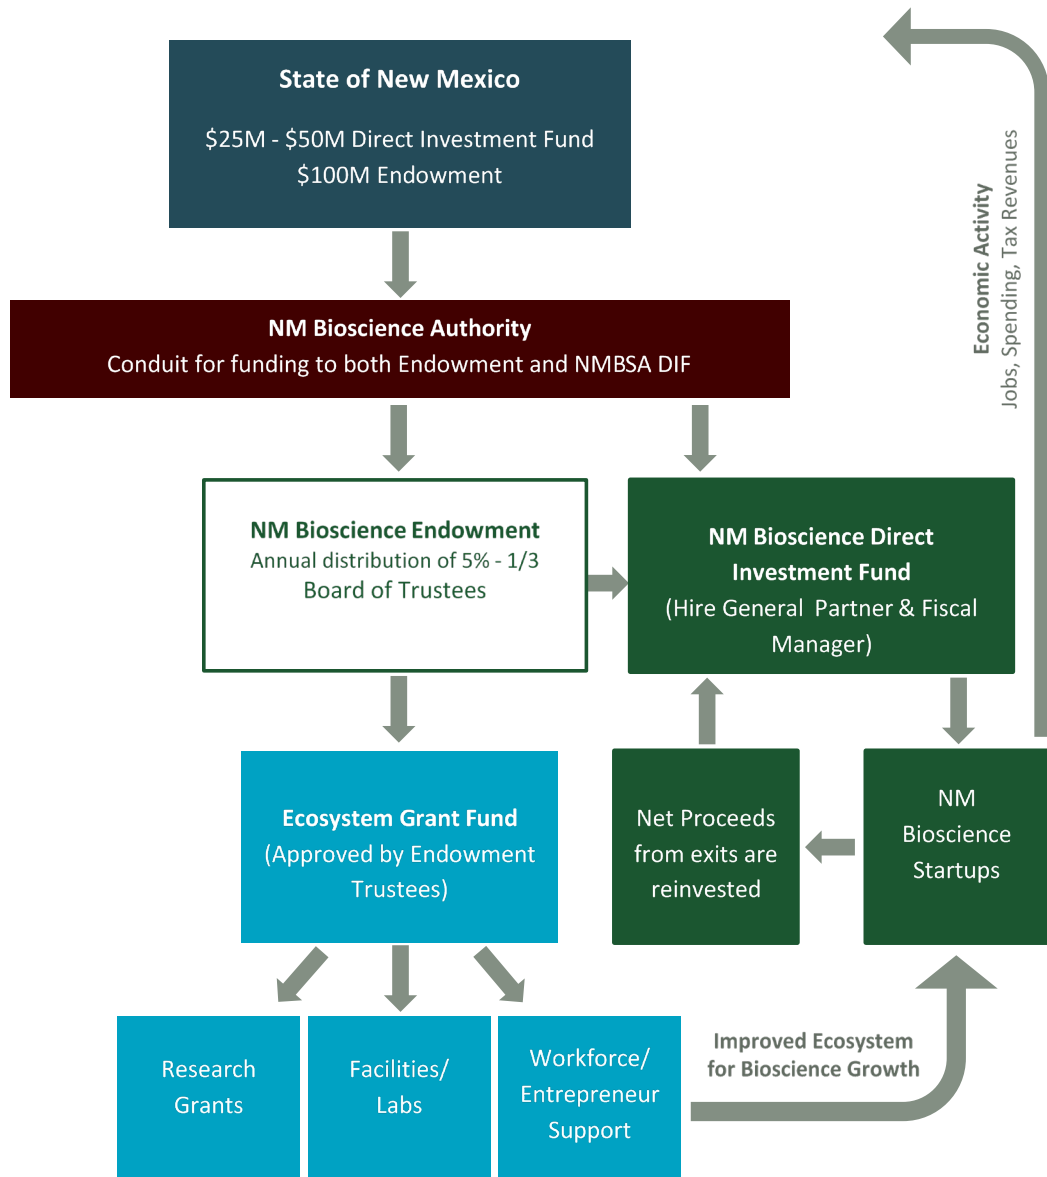 State of New Mexico
$25M - $50M Direct Investment Fund
$100M Endowment
Economic Activity
Jobs, Spending, Tax Revenues
NM Bioscience Authority
Conduit for funding to both Endowment and NMBSA DIF
NM Bioscience Endowment
Annual distribution of 5% - 1/3
Board of Trustees
NM Bioscience Direct
Investment Fund
(Hire General Partner & Fiscal
Manager)
Ecosystem Grant Fund
(Approved by Endowment
Trustees)
Net Proceeds
from exits are
reinvested
NM
Bioscience
Startups
Research
Grants
Facilities/
Labs
Workforce/
Entrepreneur
Support
Improved Ecosystem
for Bioscience Growth